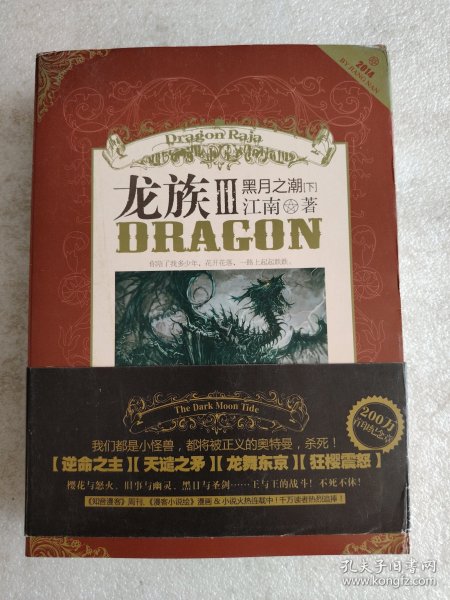 2014
BY JIANG NAN
Dragon Raja
龙族III 黑月之潮[下]
江南 著
DRAGON
你陪了我多少年，花开花落，一路上起起跌跌。
The Dark Moon Tide
200万
我们都是小怪兽，都将被正义的奥特曼，杀死！
【逆命之主】【天谴之矛】【龙舞东京】【狂樱震怒】
樱花与怒火、旧事与幽灵、黑日与圣剑……王与王的战斗！不死不休！
《知音漫客》周刊、《漫客小说绘》漫画&小说火热连载中！千万读者热烈追捧！
孔夫子旧书网
www.kongfz.com